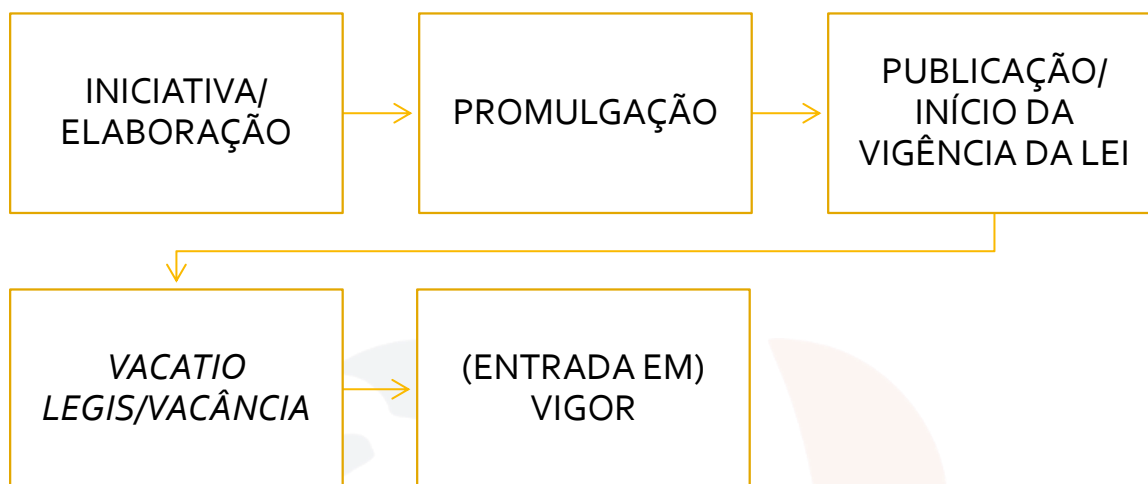 INICIATIVA/
ELABORAÇÃO
PROMULGAÇÃO
PUBLICAÇÃO/
INÍCIO DA
VIGÊNCIA DA LEI
VACATIO
LEGIS/VACÂNCIA
(ENTRADA EM)
VIGOR